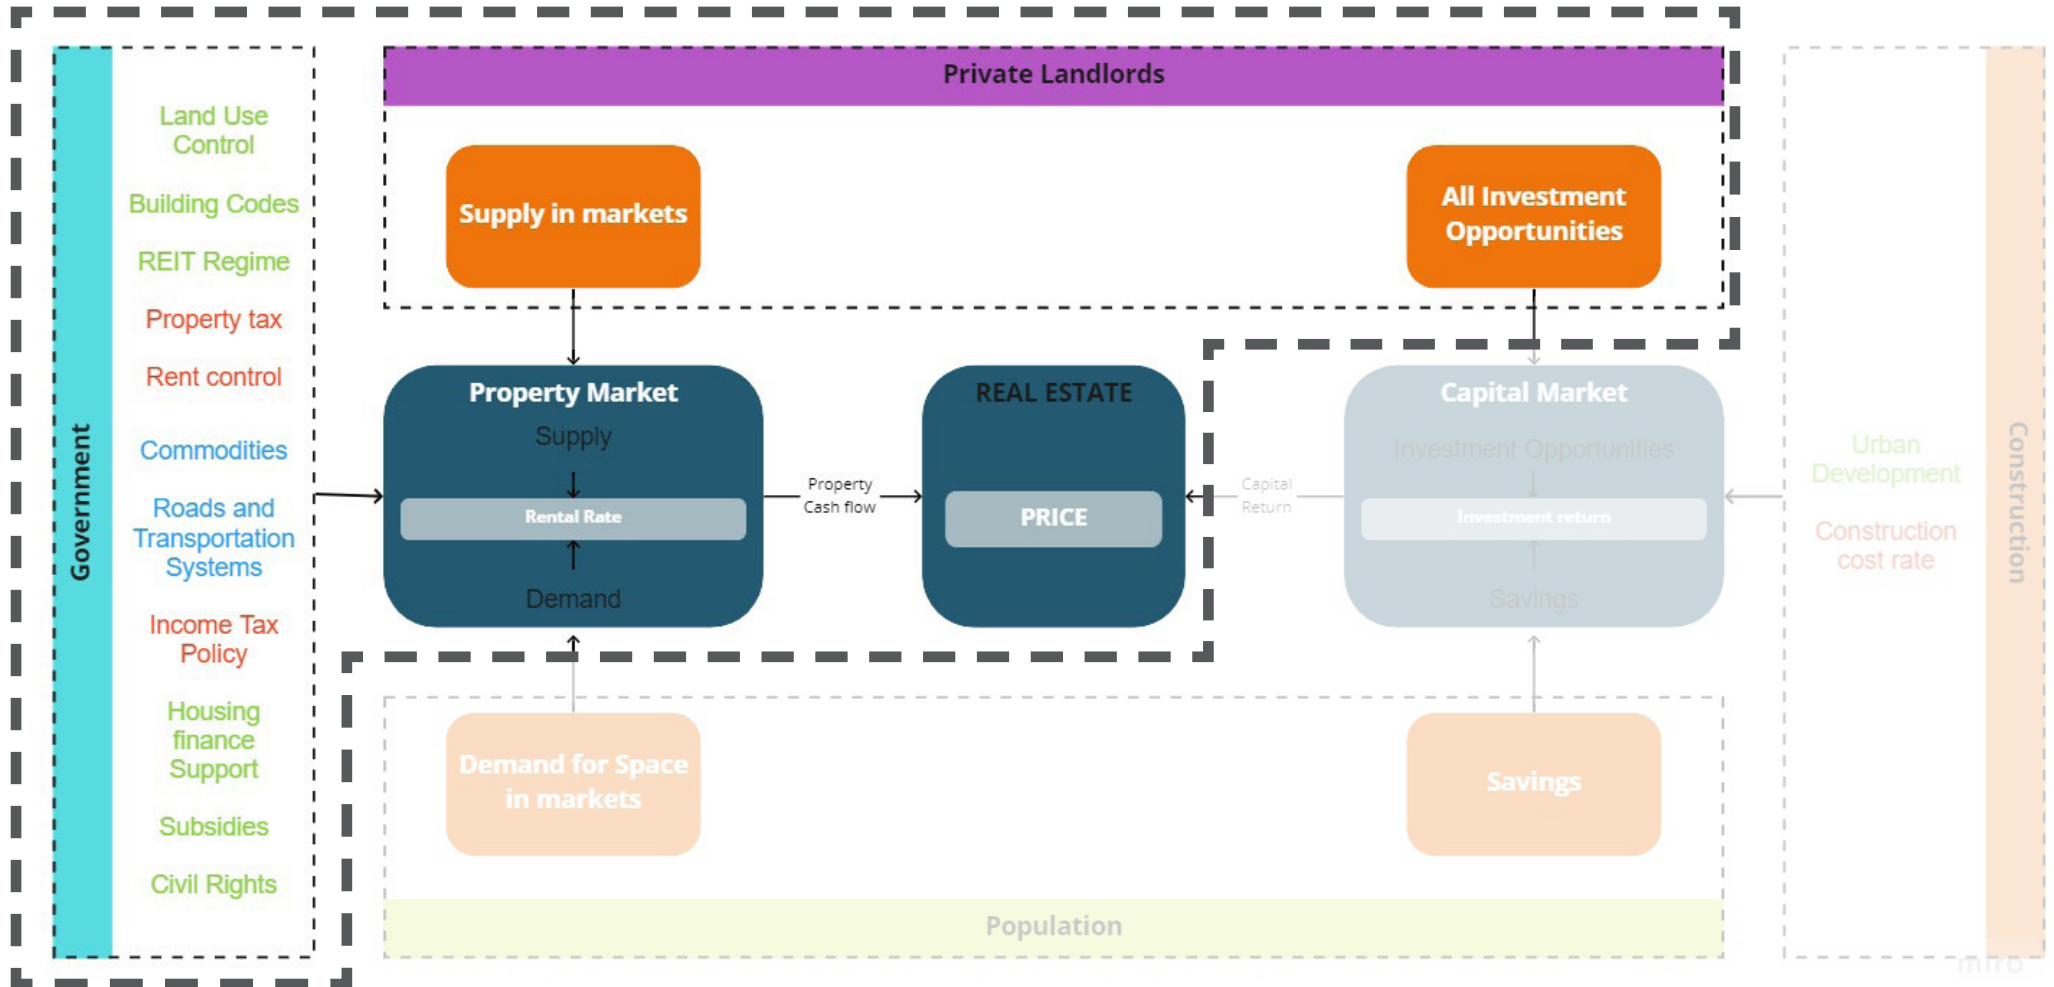 Private Landlords
Land Use
Control
Building Codes
REIT Regime
Property tax
Rent control
Commodities
Roads and
Transportation
Systems
Income Tax
Policy
Housing
finance
Support
Subsidies
Civil Rights
Government
Supply in markets
All Investment
Opportunities
Property Market
Supply
Rental Rate
Demand
Property
Cash flow
REAL ESTATE
PRICE
Capital
Return
Capital Market
Investment Opportunities
Investment return
Savings
Urban
Development
Construction
cost rate
Construction
Demand for Space
in markets
Savings
Population
miro